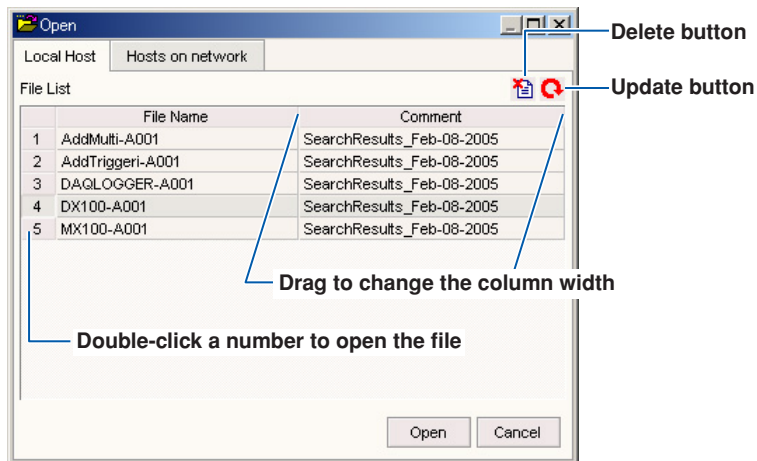 Open
Delete button
Local Host Hosts on network
File List
Update button
File Name Comment
1 AddMulti-A001 SearchResults_Feb-08-2005
2 AddTriggeri-A001 SearchResults_Feb-08-2005
3 DAQLOGGER-A001 SearchResults_Feb-08-2005
4 DX100-A001 SearchResults_Feb-08-2005
5 MX100-A001 SearchResults_Feb-08-2005
Drag to change the column width
Double-click a number to open the file
Open Cancel